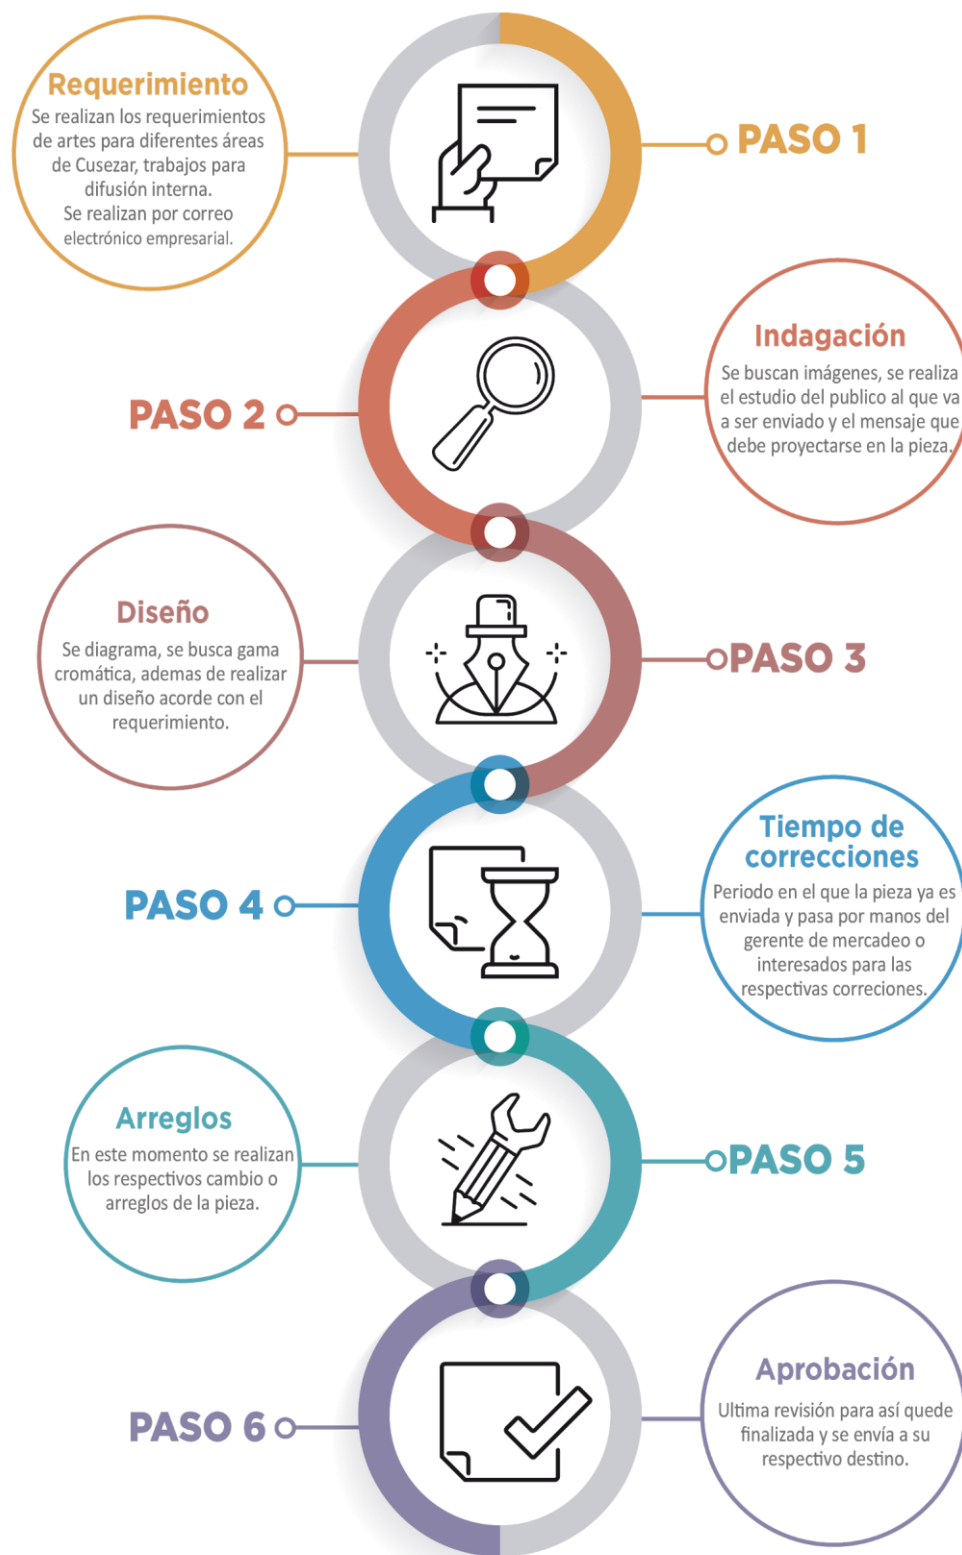 Requerimiento
Se realizan los requerimientos
de artes para diferentes áreas
de Cusezar, trabajos para
difusión interna.
Se realizan por correo
electrónico empresarial.
PASO 1
PASO 2
Indagación
Se buscan imágenes, se realiza
el estudio del publico al que va
a ser enviado y el mensaje que
debe proyectarse en la pieza.
Diseño
Se diagrama, se busca gama
cromática, ademas de realizar
un diseño acorde con el
requerimiento.
PASO 3
PASO 4
Tiempo de
correcciones
Periodo en el que la pieza ya es
enviada y pasa por manos del
gerente de mercadeo o
interesados para las
respectivas correciones.
Arreglos
En este momento se realizan
los respectivos cambio o
arreglos de la pieza.
PASO 5
PASO 6
Aprobación
Ultima revisión para así quede
finalizada y se envía a su
respectivo destino.